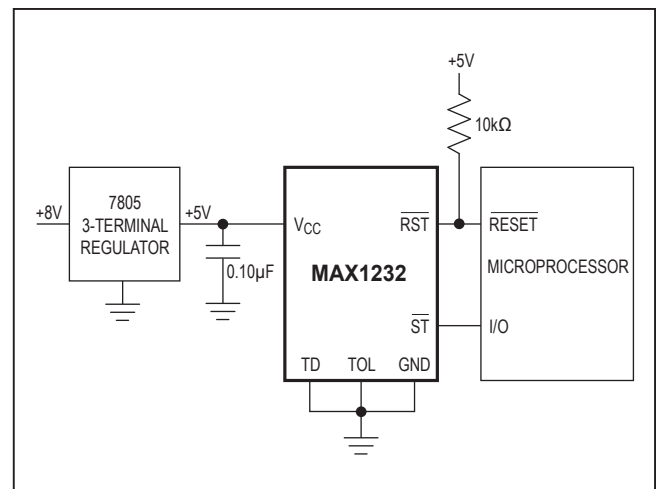 +5V
10kΩ
+8V
7805
3-TERMINAL
REGULATOR
+5V
0.10µF
VCC
RST
MAX1232
ST
TD TOL GND
RESET
MICROPROCESSOR
I/O